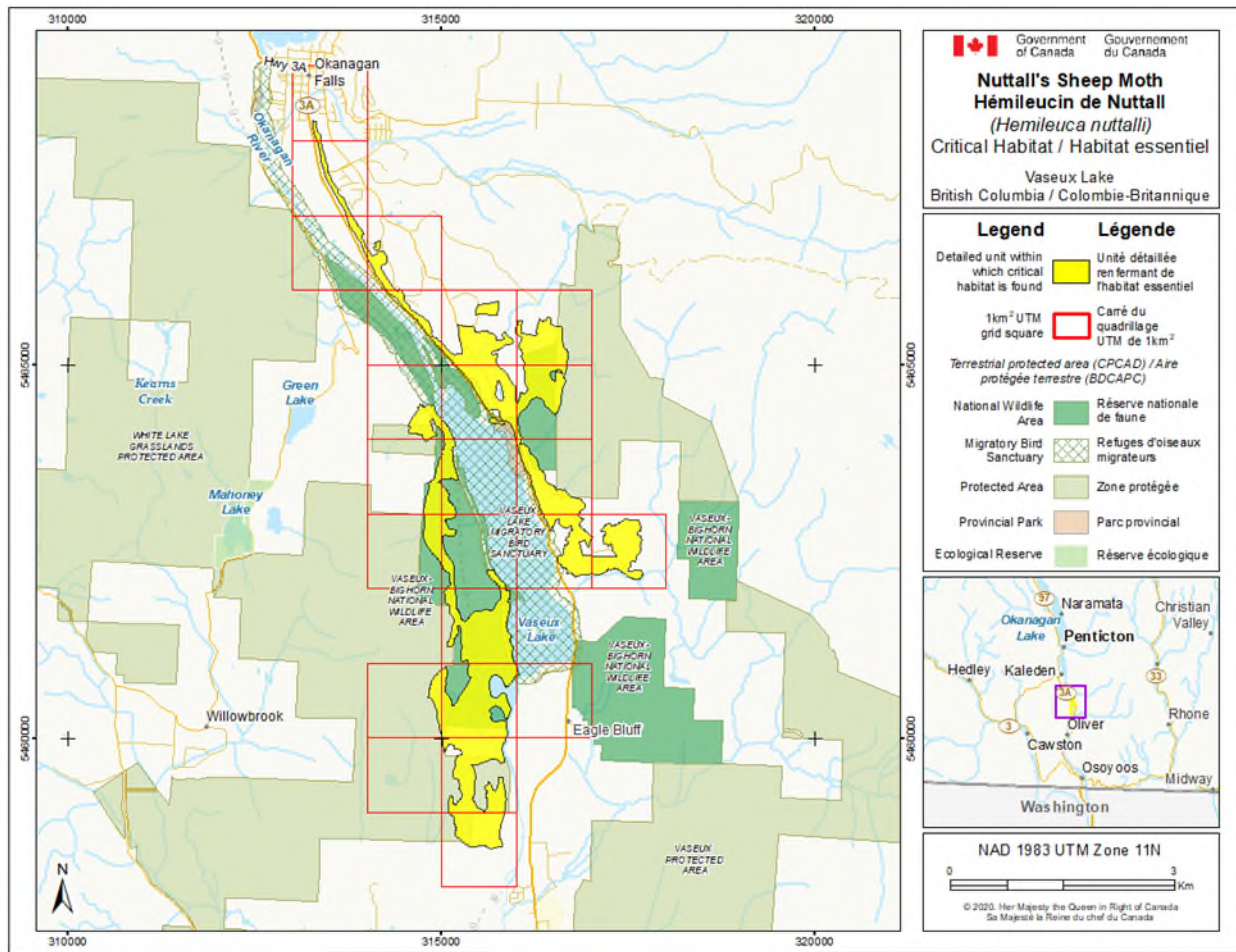 310000
315000
320000
310000
315000
320000
5485000
5480000
5485000
5480000
Hwy 3A
Okanagan
Falls
3A
Okanagan
River
Kearns
Creek
Green
Lake
WHITE LAKE
GRASSLANDS
PROTECTED AREA
Mahoney
Lake
VASEUX
LAKE
MIGRATORY
BIRD
SANCTUARY
VASEUX-
BIGHORN
NATIONAL
WILDLIFE
AREA
VASEUX-
BIGHORN
NATIONAL
WILDLIFE
AREA
Vaseux
Lake
VASEUX-
BIGHORN
NATIONAL
WILDLIFE
AREA
Willowbrook
Eagle Bluff
VASEUX
PROTECTED
AREA
N
Government
of Canada
Gouvernement
du Canada
Nuttall's Sheep Moth
Hémileucin de Nuttall
(Hemileuca nuttalli)
Critical Habitat / Habitat essentiel
Vaseux Lake
British Columbia / Colombie-Britannique
Legend
Légende
Detailed unit within
which critical
habitat is found
Unité détaillée
renfermant de
l'habitat essentiel
1km² UTM
grid square
Carré du
quadrillage
UTM de 1km²
Terrestrial protected area (CPCAD) / Aire
protégée terrestre (BDCAPC)
National Wildlife
Area
Réserve nationale
de faune
Migratory Bird
Sanctuary
Refuges d'oiseaux
migrateurs
Protected Area
Zone protégée
Provincial Park
Parc provincial
Ecological Reserve
Réserve écologique
97
Naramata
Christian
Valley
Okanagan
Lake
Penticton
Hedley
Kaleden
33
3A
Rhone
3
Oliver
Cawston
Osoyoos
Midway
Washington
NAD 1983 UTM Zone 11N
0
3
Km
© 2020. Her Majesty the Queen in Right of Canada
Sa Majesté la Reine du chef du Canada